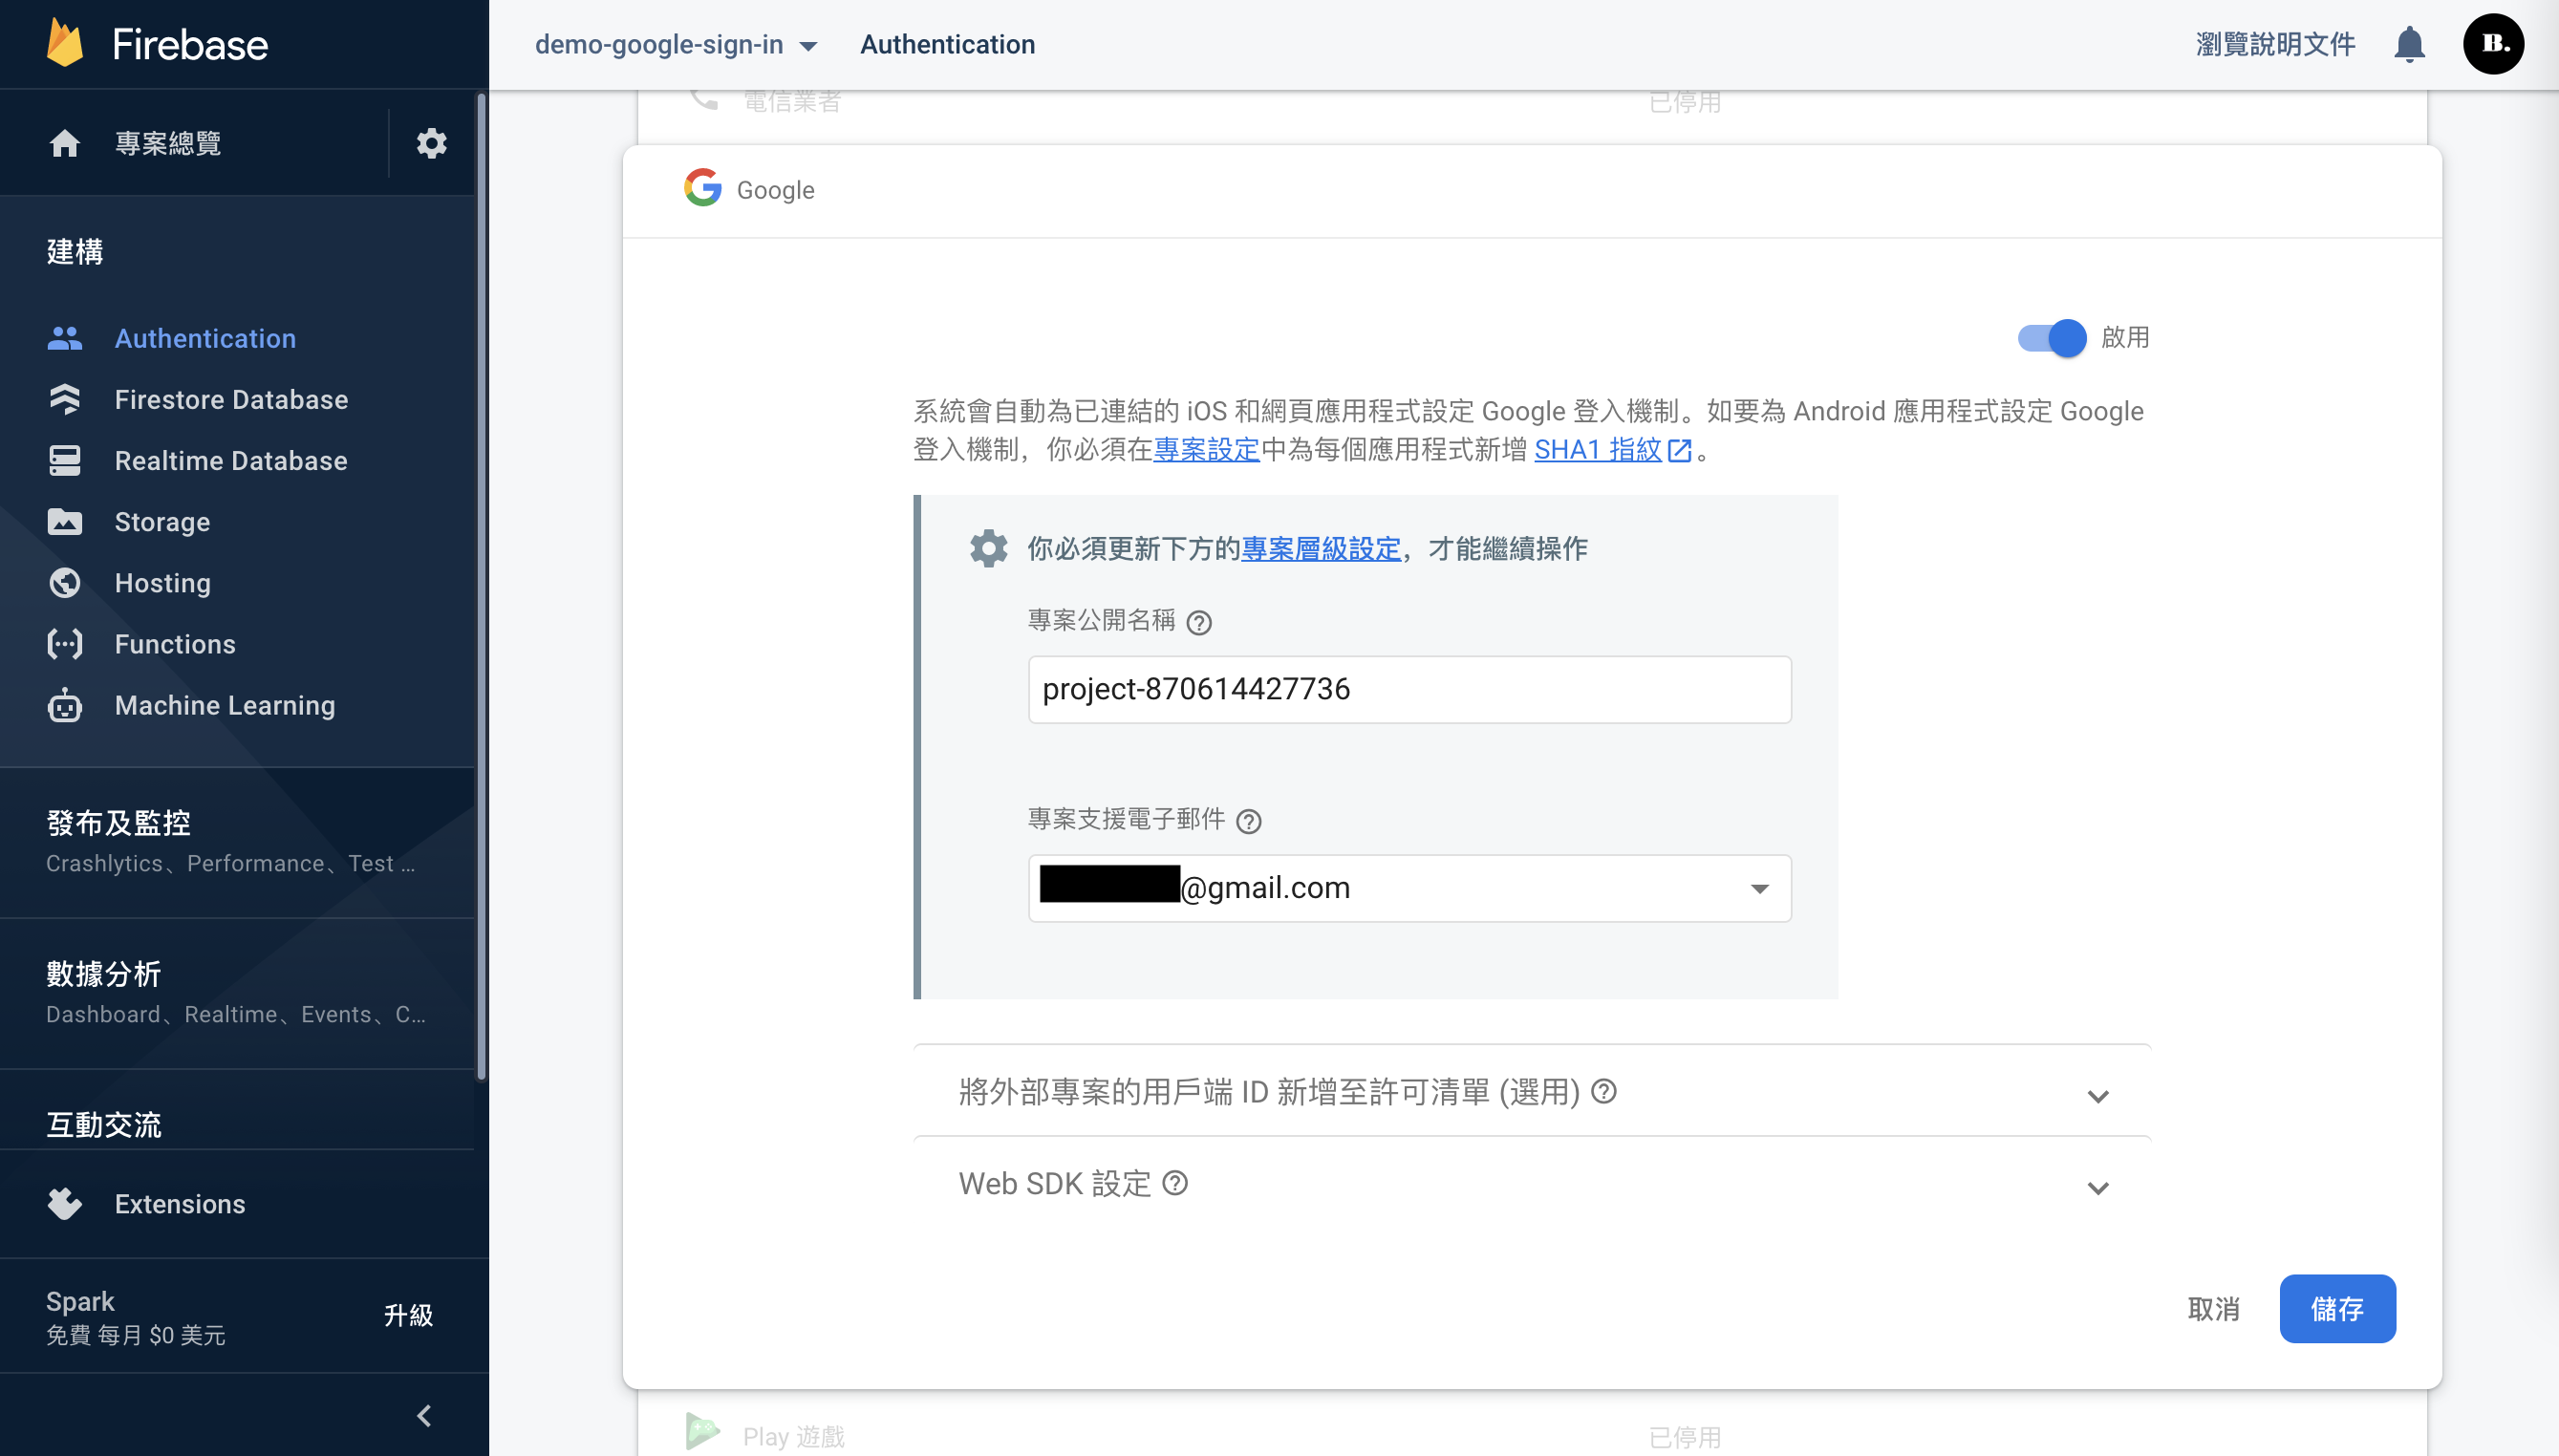 Firebase
專案總覽
建構
Authentication
Firestore Database
Realtime Database
Storage
Hosting
Functions
Machine Learning
發布及監控
Crashlytics、Performance、Test ...
數據分析
Dashboard、Realtime、Events、C...
互動交流
Extensions
Spark
免費 每月 $0 美元
升級
demo-google-sign-in
Authentication
瀏覽說明文件
B.
電信業者
已停用
Google
啟用
系統會自動為已連結的 iOS 和網頁應用程式設定 Google 登入機制。如要為 Android 應用程式設定 Google
登入機制，你必須在專案設定中為每個應用程式新增 SHA1 指紋。
你必須更新下方的專案層級設定，才能繼續操作
專案公開名稱
project-870614427736
專案支援電子郵件
@gmail.com
將外部專案的用戶端 ID 新增至許可清單 (選用)
Web SDK 設定
取消
儲存
Play 遊戲
已停用